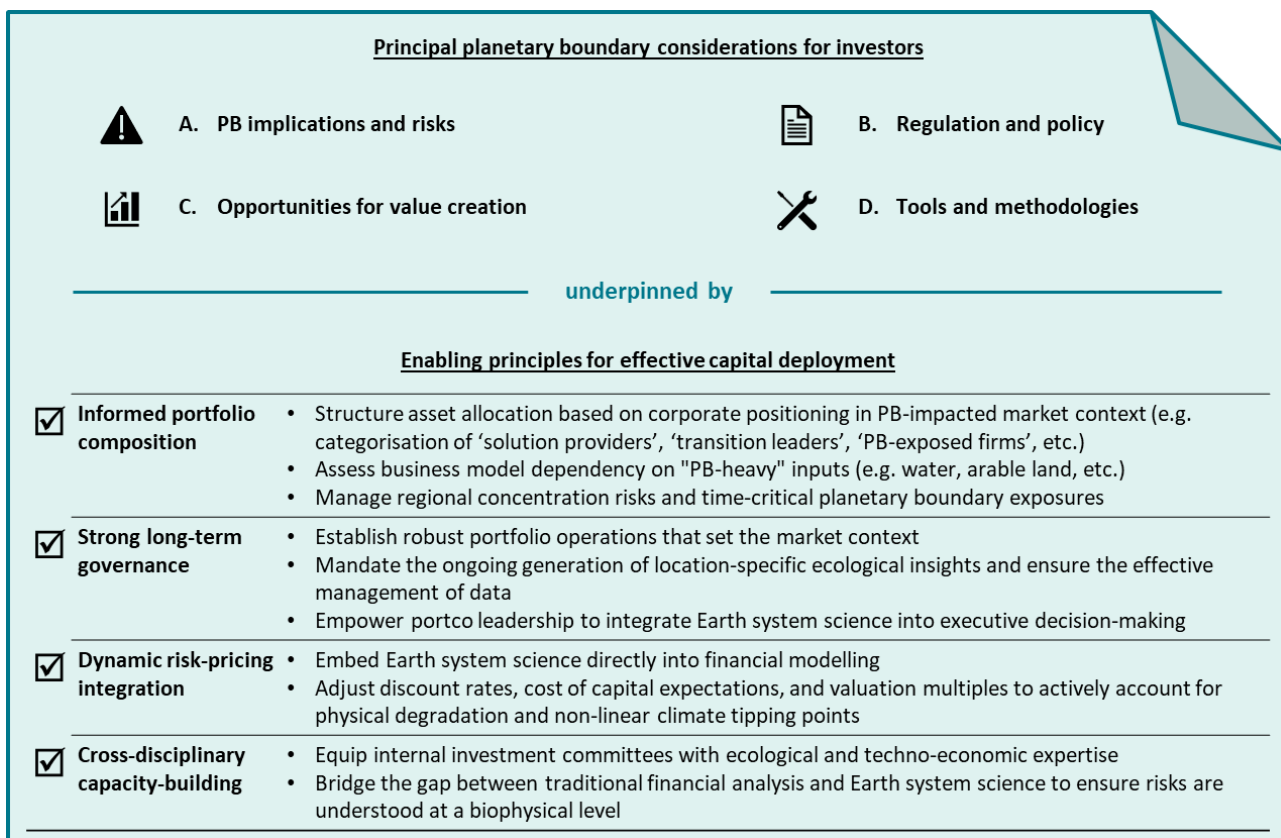 Principal planetary boundary considerations for investors
A. PB implications and risks
B. Regulation and policy
C. Opportunities for value creation
D. Tools and methodologies
underpinned by
Enabling principles for effective capital deployment
Informed portfolio
composition
• Structure asset allocation based on corporate positioning in PB-impacted market context (e.g.
categorisation of ‘solution providers’, ‘transition leaders’, ‘PB-exposed firms’, etc.)
• Assess business model dependency on "PB-heavy" inputs (e.g. water, arable land, etc.)
• Manage regional concentration risks and time-critical planetary boundary exposures
Strong long-term
governance
• Establish robust portfolio operations that set the market context
• Mandate the ongoing generation of location-specific ecological insights and ensure the effective
management of data
• Empower portco leadership to integrate Earth system science into executive decision-making
Dynamic risk-pricing
integration
• Embed Earth system science directly into financial modelling
• Adjust discount rates, cost of capital expectations, and valuation multiples to actively account for
physical degradation and non-linear climate tipping points
Cross-disciplinary
capacity-building
• Equip internal investment committees with ecological and techno-economic expertise
• Bridge the gap between traditional financial analysis and Earth system science to ensure risks are
understood at a biophysical level